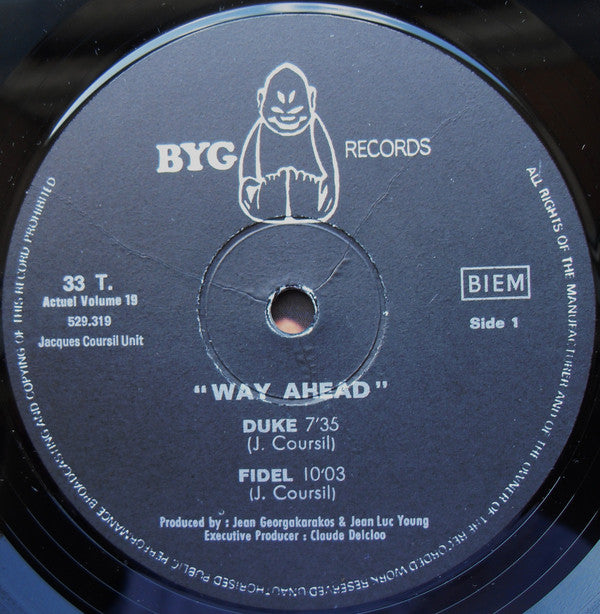 BYG RECORDS
33 T.
Actuel Volume 19
529.319
Jacques Coursil Unit
BIEM
Side 1
"WAY AHEAD"
DUKE 7'35
(J. Coursil)
FIDEL 10'03
(J. Coursil)
Produced by : Jean Georgakarakos & Jean Luc Young
Executive Producer : Claude Delcloo
ALL RIGHTS OF THE MANUFACTURER AND OF THE OWNER OF THE RECORDED WORK RESERVED UNAUTHORISED PUBLIC PERFORMANCE BROADCASTING AND COPYING OF THIS RECORD PROHIBITED